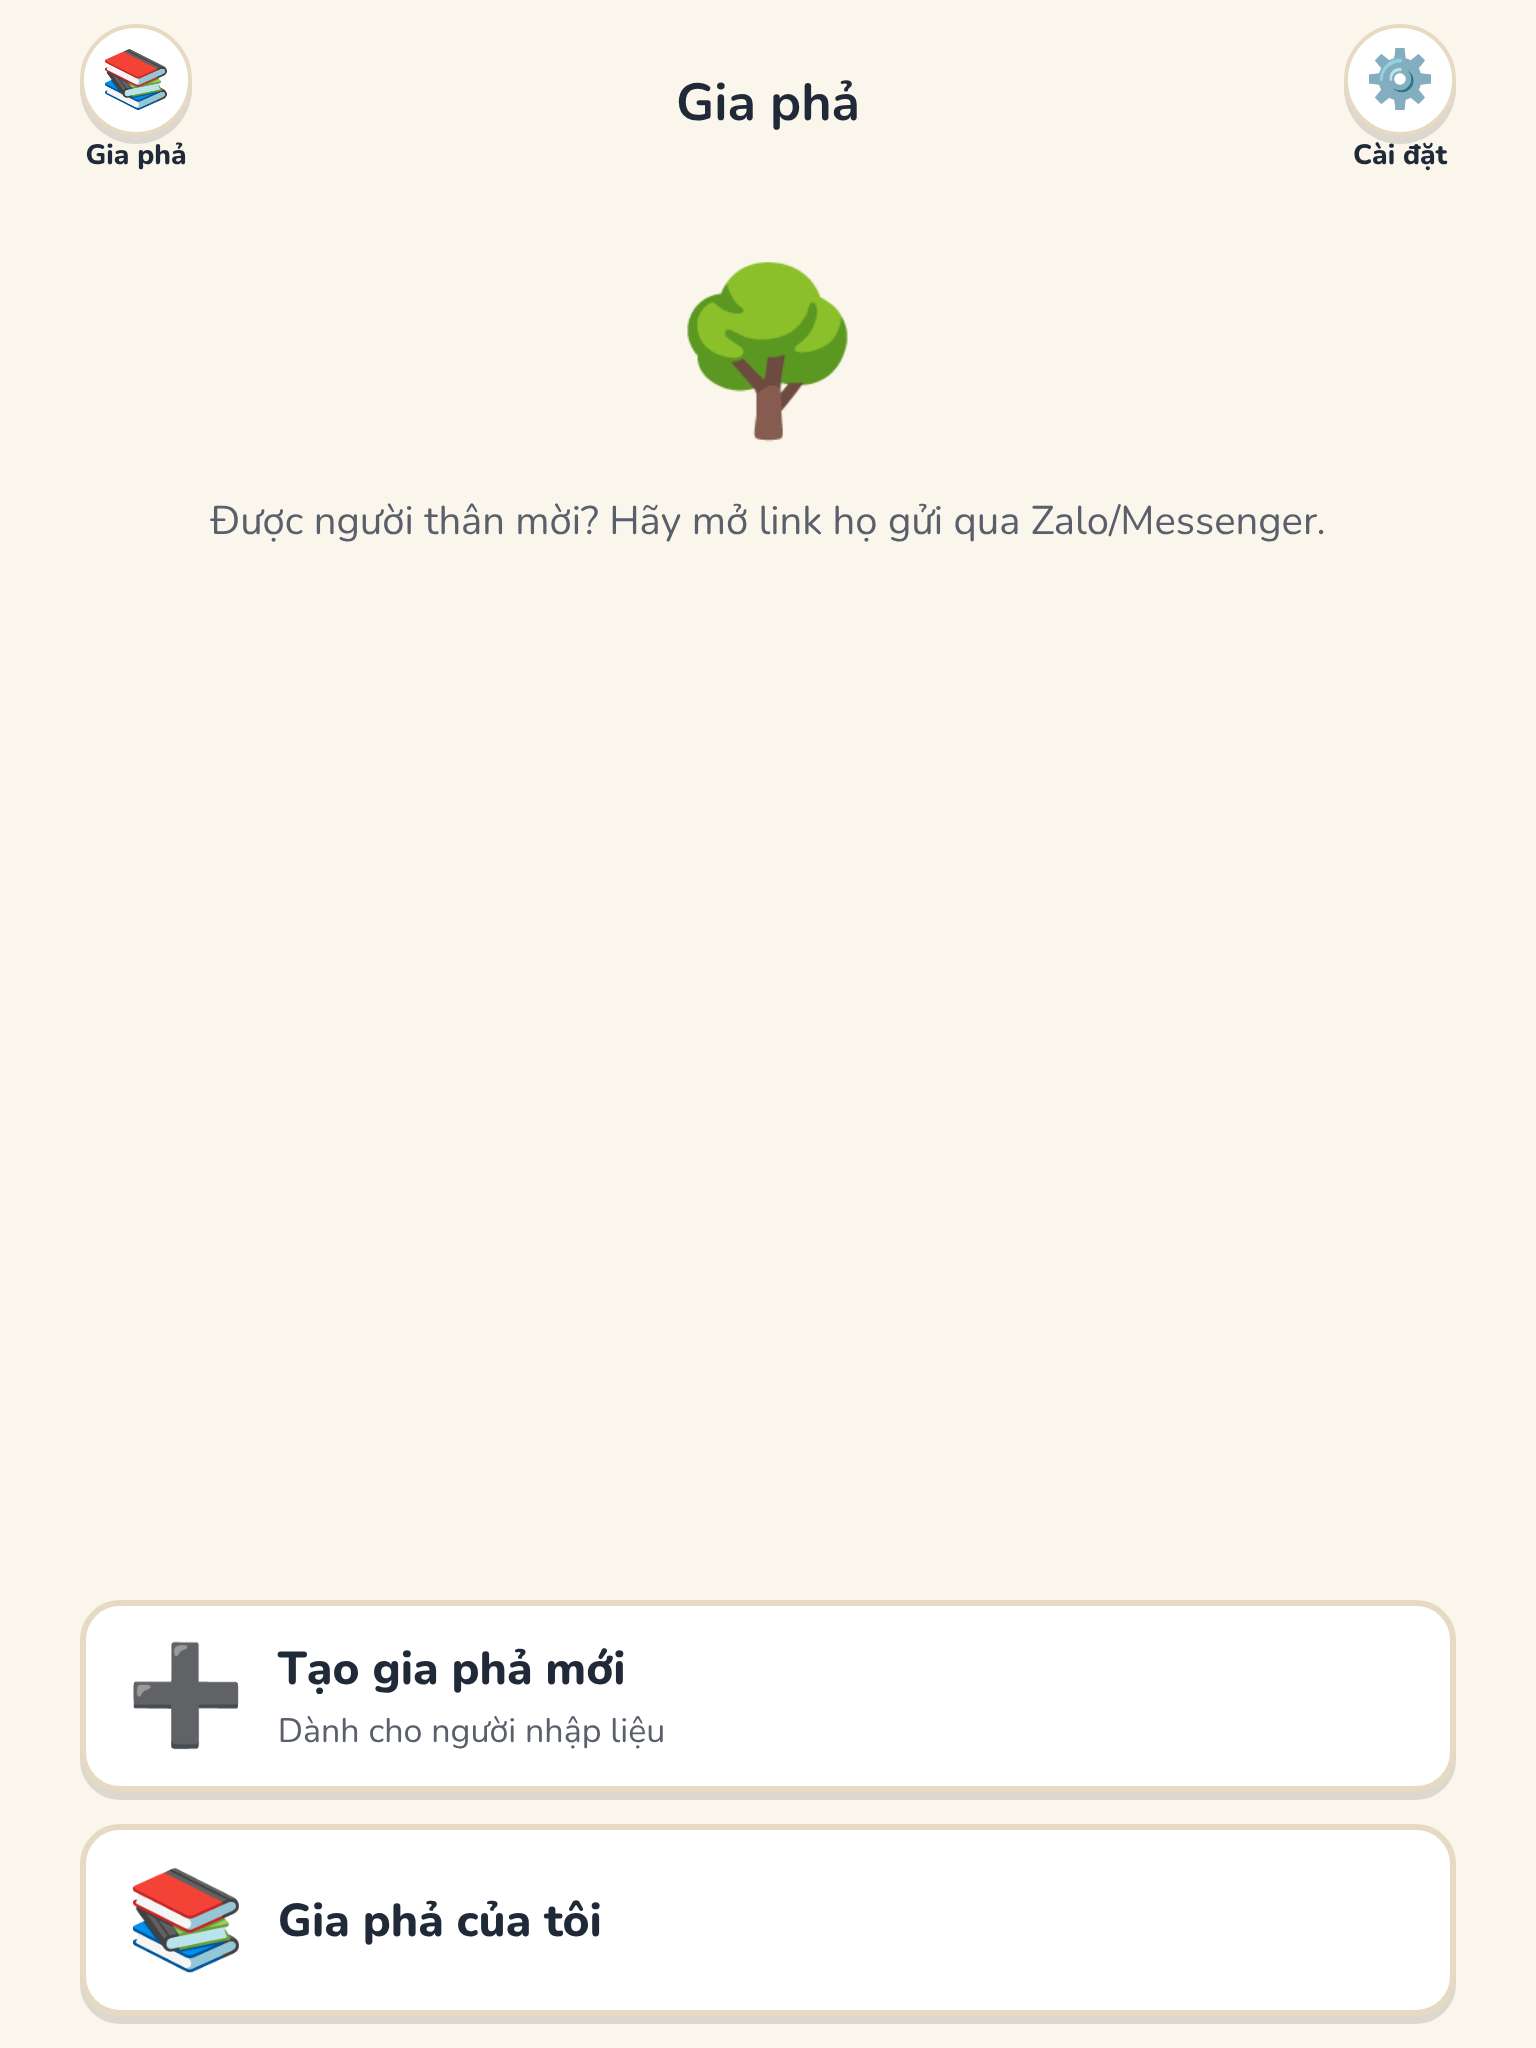 Gia phả
Gia phả
Cài đặt
Được người thân mời? Hãy mở link họ gửi qua Zalo/Messenger.
Tạo gia phả mới
Dành cho người nhập liệu
Gia phả của tôi